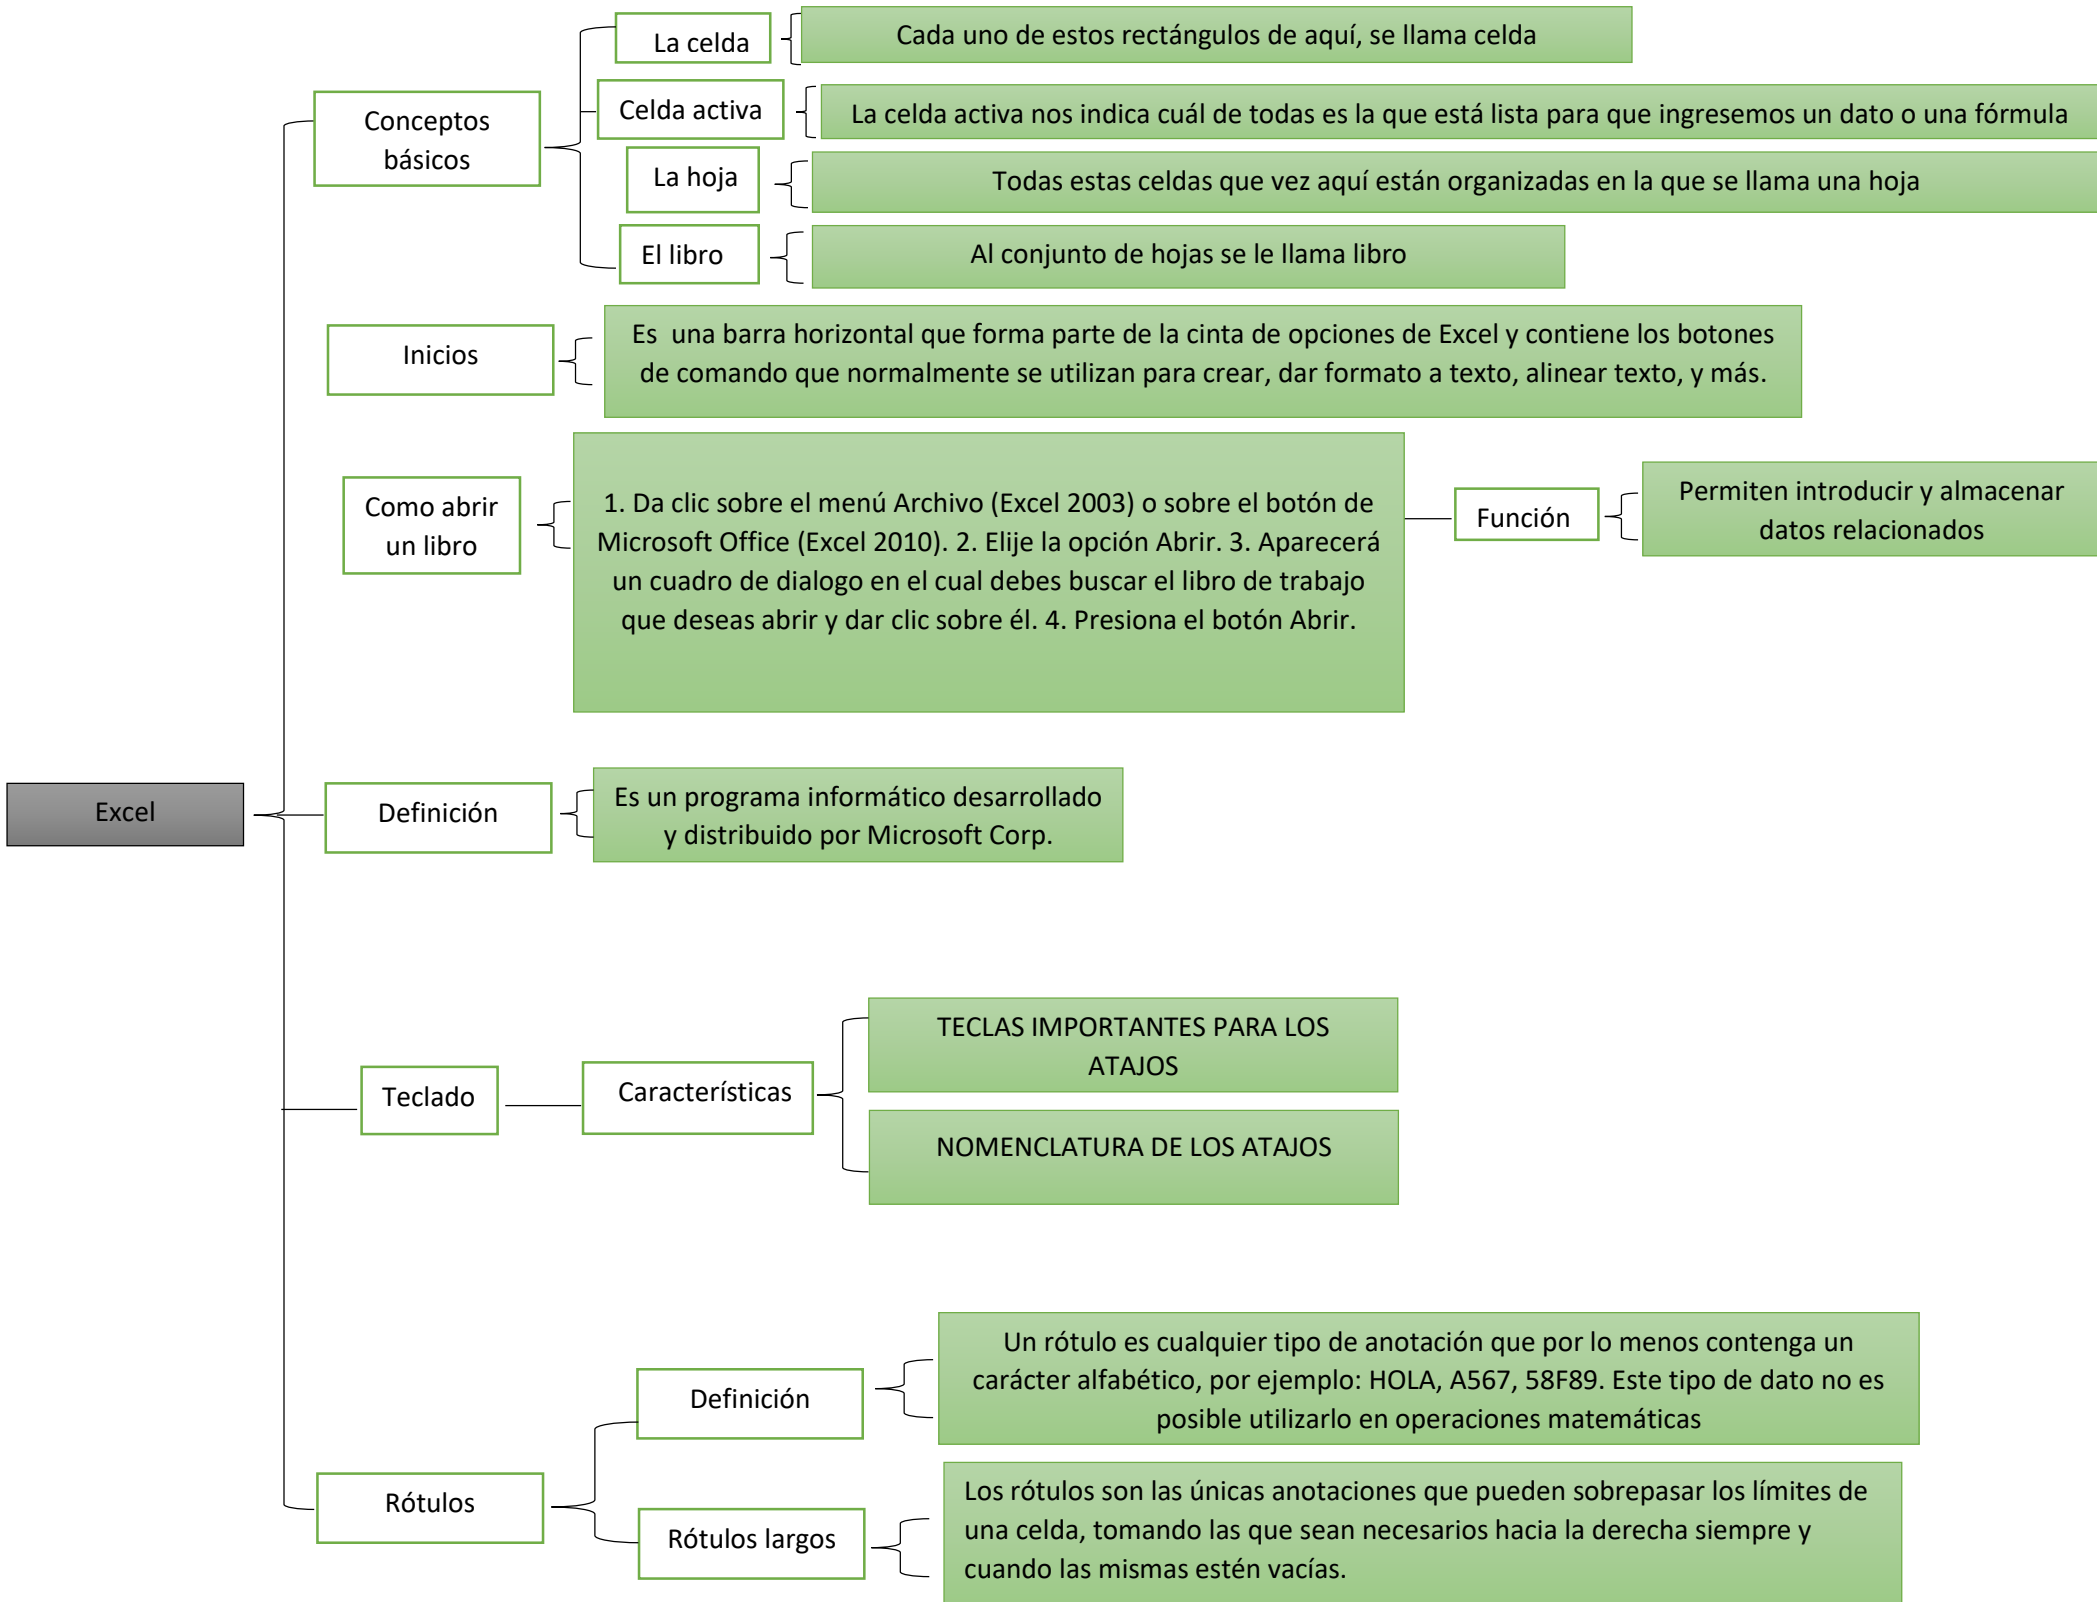 La celda
Cada uno de estos rectángulos de aquí, se llama celda
Conceptos
básicos
Celda activa
La celda activa nos indica cuál de todas es la que está lista para que ingresemos un dato o una fórmula
La hoja
Todas estas celdas que vez aquí están organizadas en la que se llama una hoja
El libro
Al conjunto de hojas se le llama libro
Inicios
Es  una barra horizontal que forma parte de la cinta de opciones de Excel y contiene los botones
de comando que normalmente se utilizan para crear, dar formato a texto, alinear texto, y más.
Como abrir
un libro
1. Da clic sobre el menú Archivo (Excel 2003) o sobre el botón de
Microsoft Office (Excel 2010). 2. Elije la opción Abrir. 3. Aparecerá
un cuadro de dialogo en el cual debes buscar el libro de trabajo
que deseas abrir y dar clic sobre él. 4. Presiona el botón Abrir.
Función
Permiten introducir y almacenar
datos relacionados
Excel
Definición
Es un programa informático desarrollado
y distribuido por Microsoft Corp.
Teclado
Características
TECLAS IMPORTANTES PARA LOS
ATAJOS
NOMENCLATURA DE LOS ATAJOS
Rótulos
Definición
Un rótulo es cualquier tipo de anotación que por lo menos contenga un
carácter alfabético, por ejemplo: HOLA, A567, 58F89. Este tipo de dato no es
posible utilizarlo en operaciones matemáticas
Rótulos largos
Los rótulos son las únicas anotaciones que pueden sobrepasar los límites de
una celda, tomando las que sean necesarios hacia la derecha siempre y
cuando las mismas estén vacías.